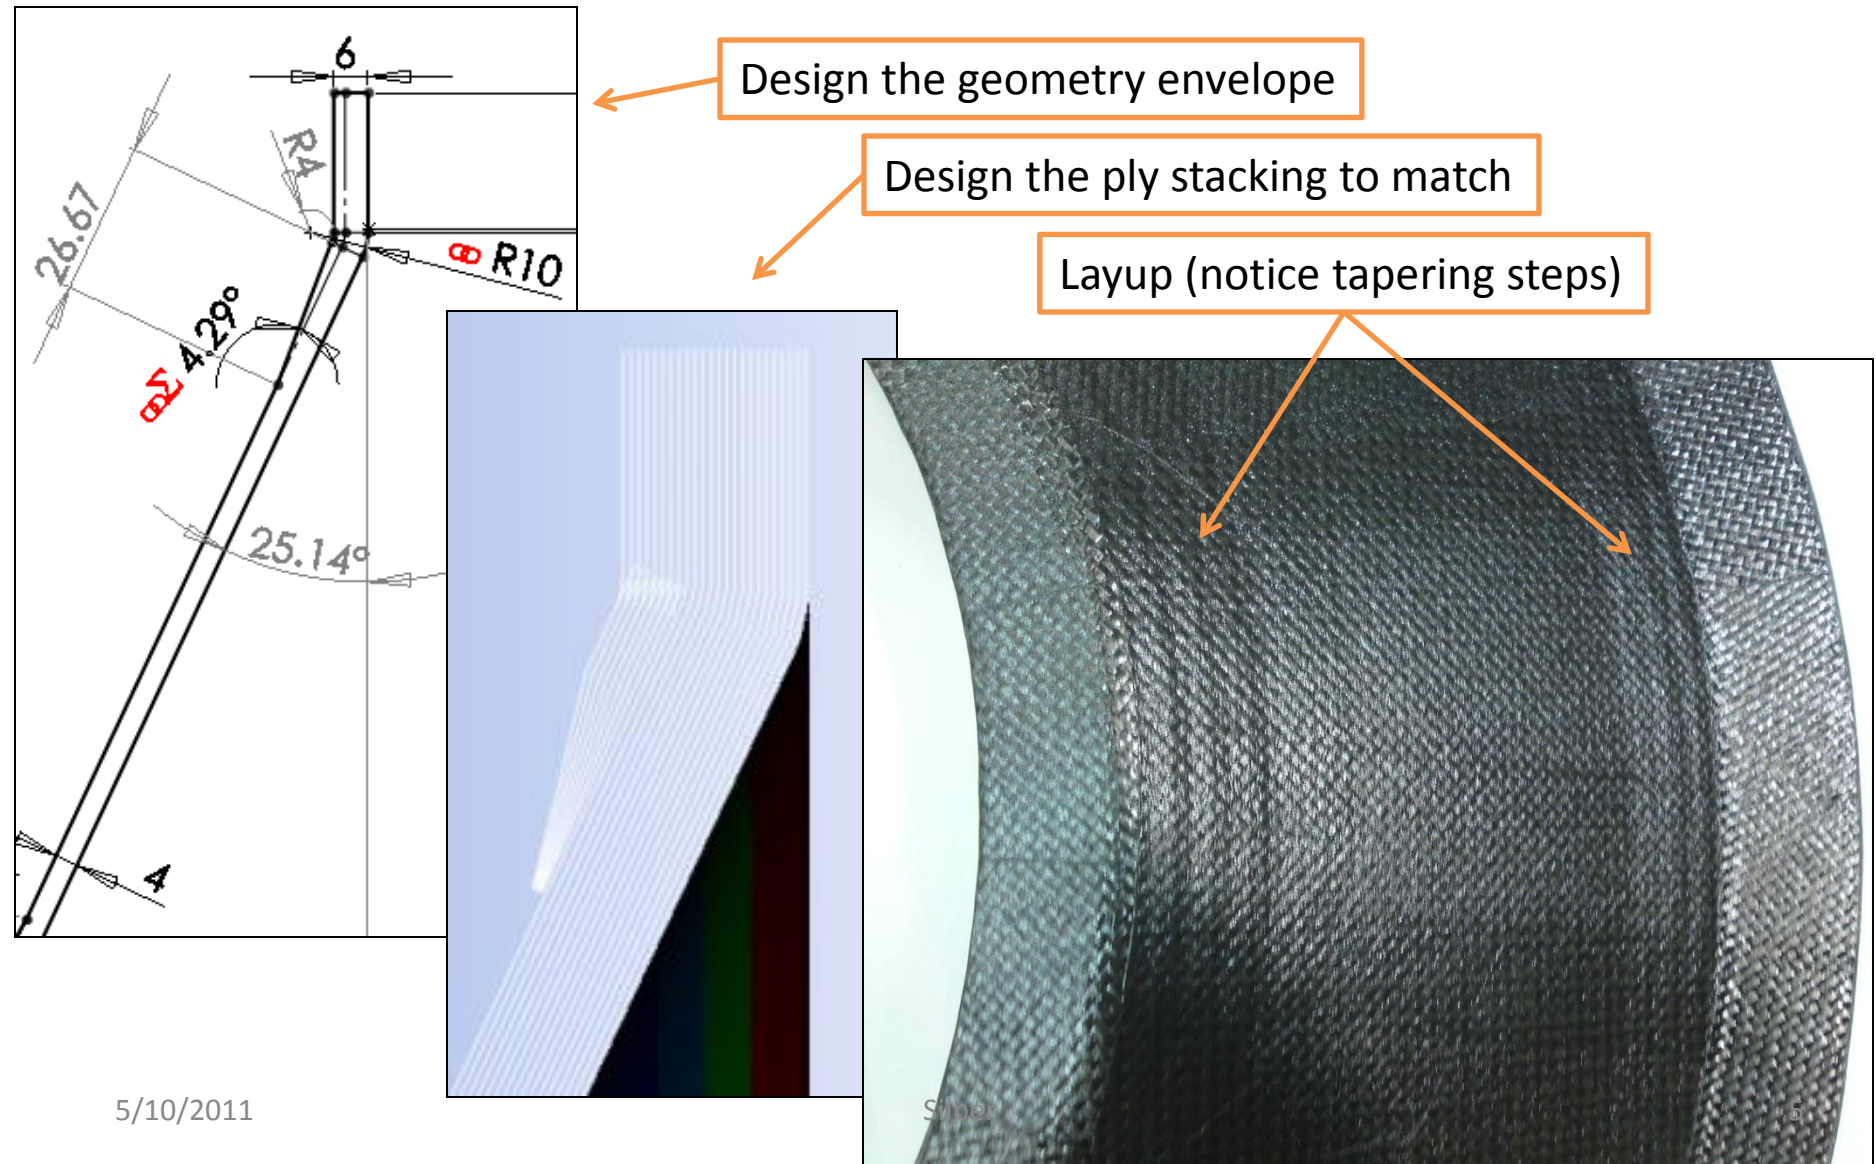 6
Design the geometry envelope
R4
Design the ply stacking to match
26.67
R10
Layup (notice tapering steps)
4.29°
25.14°
4
5/10/2011
5